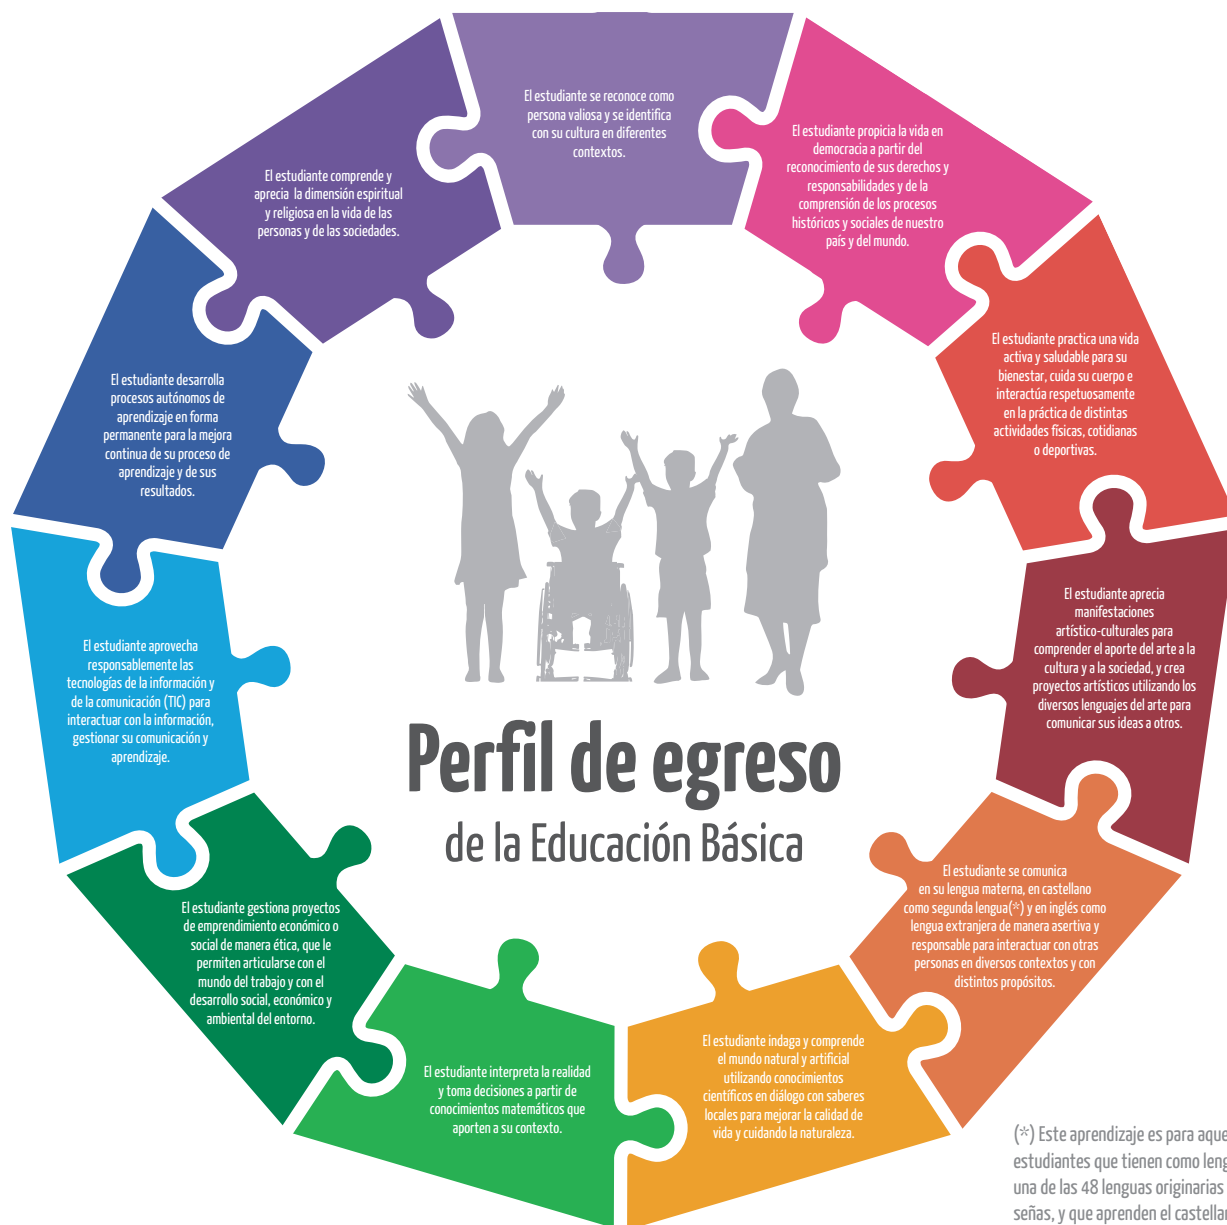 El estudiante se reconoce como
persona valiosa y se identifica
con su cultura en diferentes
contextos.
El estudiante propicia la vida en
democracia a partir del
reconocimiento de sus derechos y
responsabilidades y de la
comprensión de los procesos
históricos y sociales de nuestro
país y del mundo.
El estudiante practica una vida
activa y saludable para su
bienestar, cuida su cuerpo e
interactúa respetuosamente
en la práctica de distintas
actividades físicas, cotidianas
o deportivas.
El estudiante aprecia
manifestaciones
artístico-culturales para
comprender el aporte del arte a la
cultura y a la sociedad, y crea
proyectos artísticos utilizando los
diversos lenguajes del arte para
comunicar sus ideas a otros.
El estudiante se comunica
en su lengua materna, en castellano
como segunda lengua(*) y en inglés como
lengua extranjera de manera asertiva y
responsable para interactuar con otras
personas en diversos contextos y con
distintos propósitos.
El estudiante indaga y comprende
el mundo natural y artificial
utilizando conocimientos
científicos en diálogo con saberes
locales para mejorar la calidad de
vida y cuidando la naturaleza.
El estudiante interpreta la realidad
y toma decisiones a partir de
conocimientos matemáticos que
aporten a su contexto.
El estudiante gestiona proyectos
de emprendimiento económico o
social de manera ética, que le
permiten articularse con el
mundo del trabajo y con el
desarrollo social, económico y
ambiental del entorno.
El estudiante aprovecha
responsablemente las
tecnologías de la información y
de la comunicación (TIC) para
interactuar con la información,
gestionar su comunicación y
aprendizaje.
El estudiante desarrolla
procesos autónomos de
aprendizaje en forma
permanente para la mejora
continua de su proceso de
aprendizaje y de sus
resultados.
El estudiante comprende y
aprecia la dimensión espiritual
y religiosa en la vida de las
personas y de las sociedades.
Perfil de egreso
de la Educación Básica
(*) Este aprendizaje es para
estudiantes que tienen como
una de las 48 lenguas originarias
señas, y que aprenden el